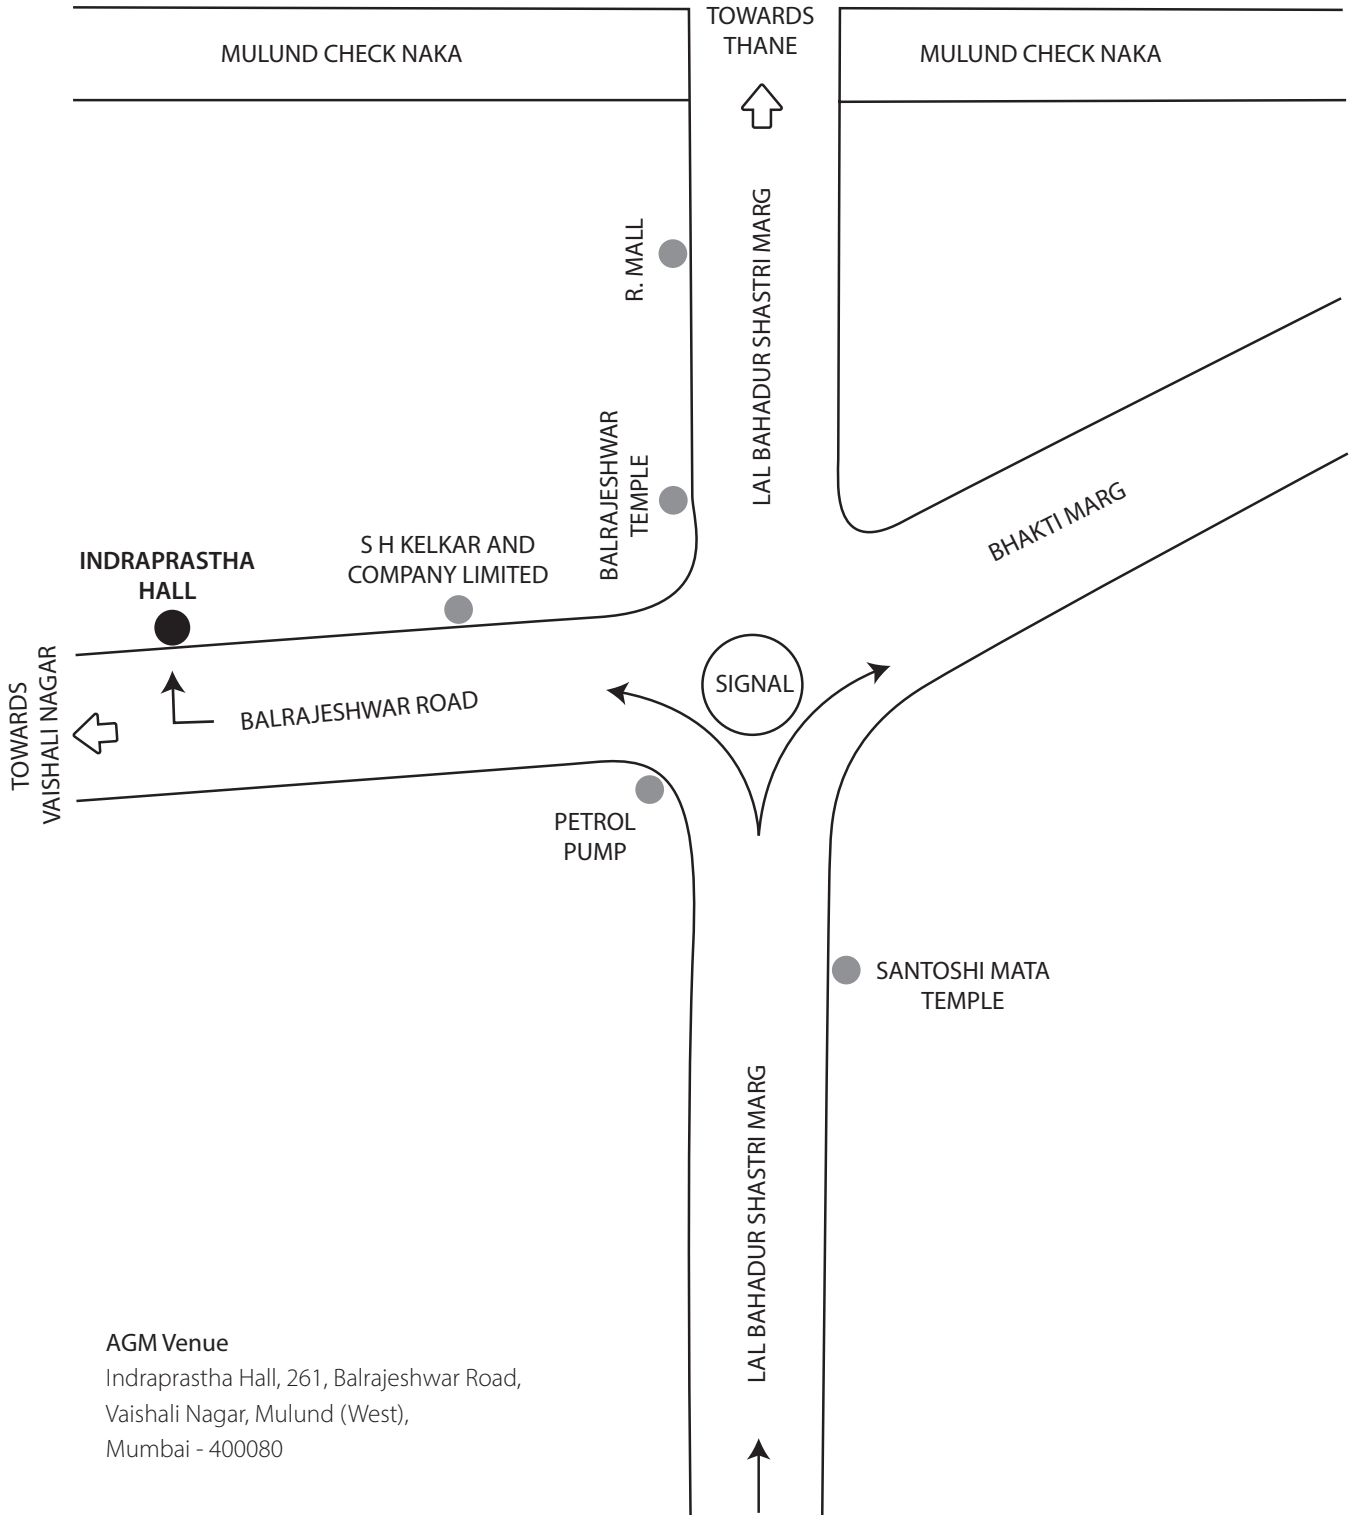 TOWARDS
THANE
MULUND CHECK NAKA
MULUND CHECK NAKA
R. MALL
LAL BAHADUR SHASTRI MARG
BALRAJESHWAR
TEMPLE
BHAKTI MARG
S H KELKAR AND
COMPANY LIMITED
INDRAPRASTHA
HALL
TOWARDS
VAISHALI NAGAR
BALRAJESHWAR ROAD
SIGNAL
PETROL
PUMP
SANTOSHI MATA
TEMPLE
LAL BAHADUR SHASTRI MARG
AGM Venue
Indraprastha Hall, 261, Balrajeshwar Road,
Vaishali Nagar, Mulund (West),
Mumbai - 400080